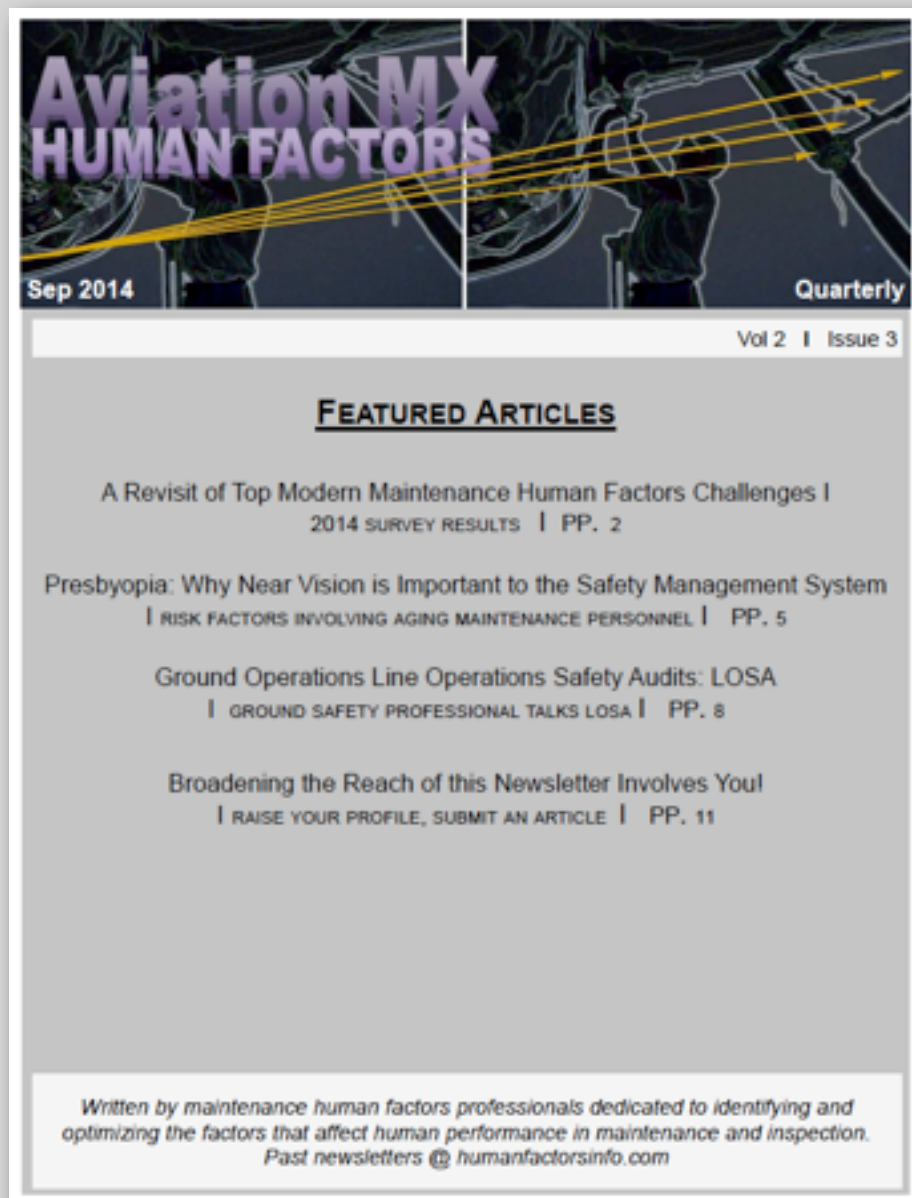 Aviation MX
HUMAN FACTORS
Sep 2014
Quarterly
Vol 2 I Issue 3
FEATURED ARTICLES
A Revisit of Top Modern Maintenance Human Factors Challenges I
2014 SURVEY RESULTS I PP. 2
Presbyopia: Why Near Vision is Important to the Safety Management System
I RISK FACTORS INVOLVING AGING MAINTENANCE PERSONNEL I PP. 5
Ground Operations Line Operations Safety Audits: LOSA
I GROUND SAFETY PROFESSIONAL TALKS LOSA I PP. 8
Broadening the Reach of this Newsletter Involves You!
I RAISE YOUR PROFILE, SUBMIT AN ARTICLE I PP. 11
Written by maintenance human factors professionals dedicated to identifying and
optimizing the factors that affect human performance in maintenance and inspection.
Past newsletters @ humanfactorsinfo.com